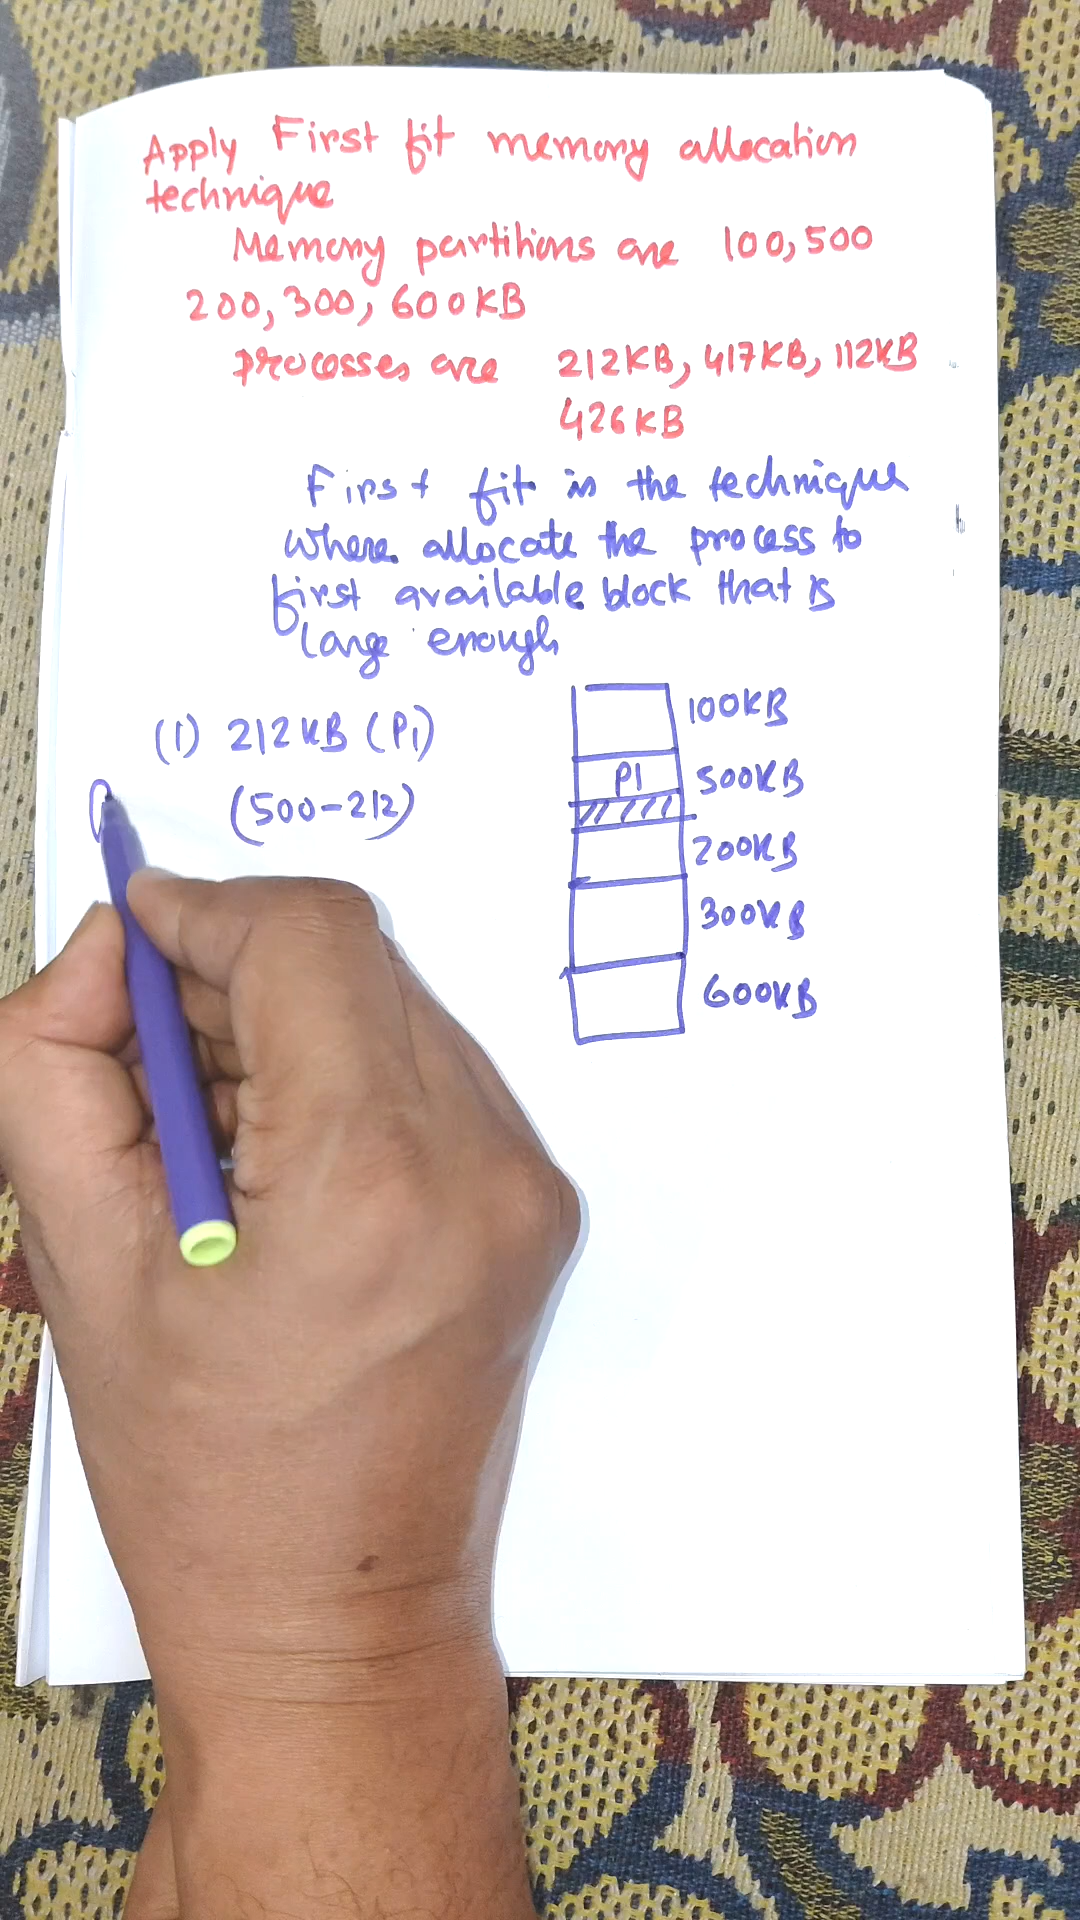 Apply First fit memory allocation
technique
Memory partitions are 100, 500
200, 300, 600KB
processes are 212KB, 417KB, 112KB
426KB
First fit is the technique
where allocate the process to
first available block that is
large enough
(1) 212KB (P1)
(500-212)
100KB
P1 500KB
200KB
300KB
600KB